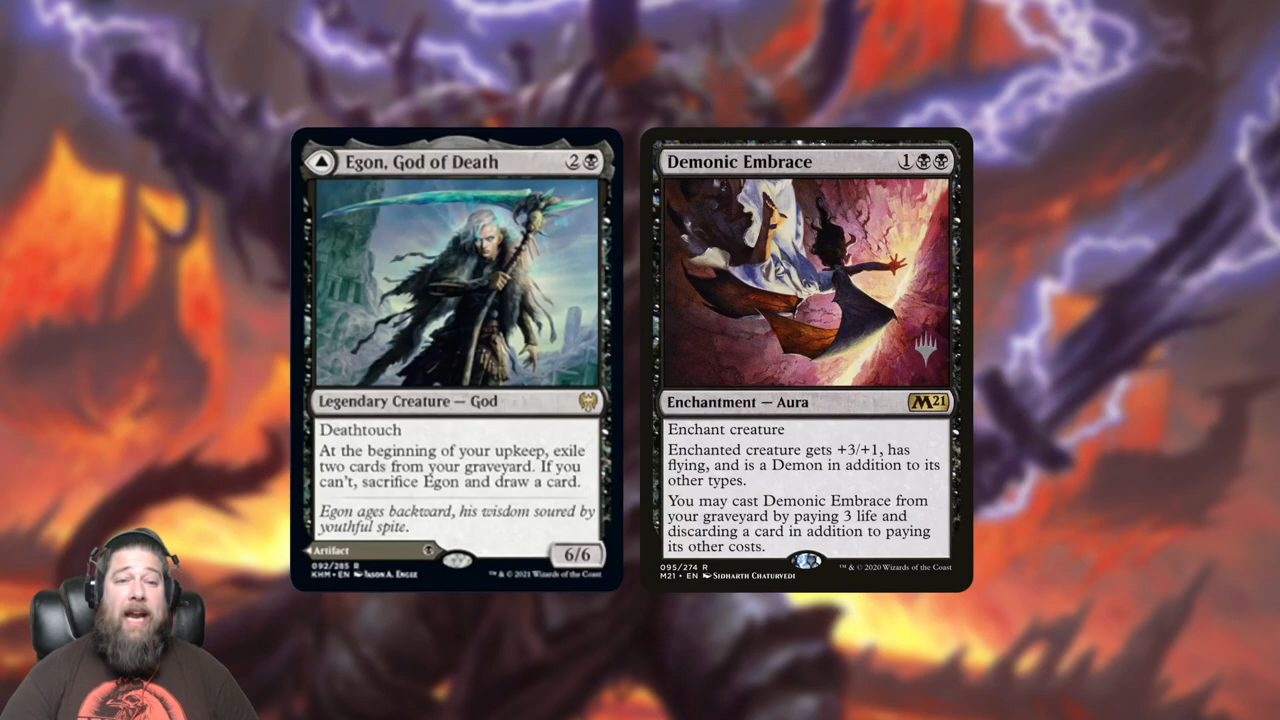 Egon, God of Death 2
Legendary Creature — God
Deathtouch
At the beginning of your upkeep, exile
two cards from your graveyard. If you
can't, sacrifice Egon and draw a card.
Egon ages backward, his wisdom soured by
youthful spite.
Artifact
6/6
092/285 R
KHM • EN Jason A. Engle
™ & © 2021 Wizards of the Coast
Demonic Embrace 1
Enchantment — Aura M21
Enchant creature
Enchanted creature gets +3/+1, has
flying, and is a Demon in addition to its
other types.
You may cast Demonic Embrace from
your graveyard by paying 3 life and
discarding a card in addition to paying
its other costs.
095/274 R
M21 • EN Sidharth Chaturvedi
™ & © 2020 Wizards of the Coast